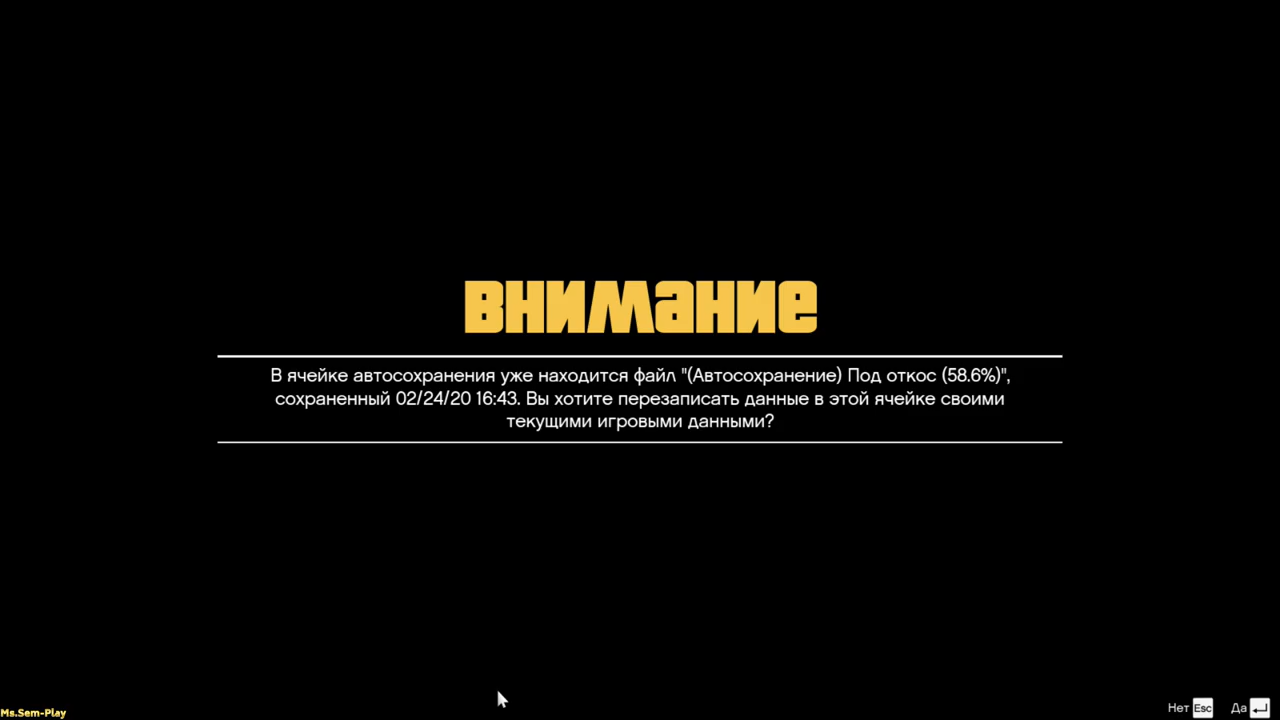 внимание
В ячейке автосохранения уже находится файл "(Автосохранение) Под откос (58.6%)",
сохраненный 02/24/20 16:43. Вы хотите перезаписать данные в этой ячейке своими
текущими игровыми данными?
Ms.Sem-Play
Нет Esc Да